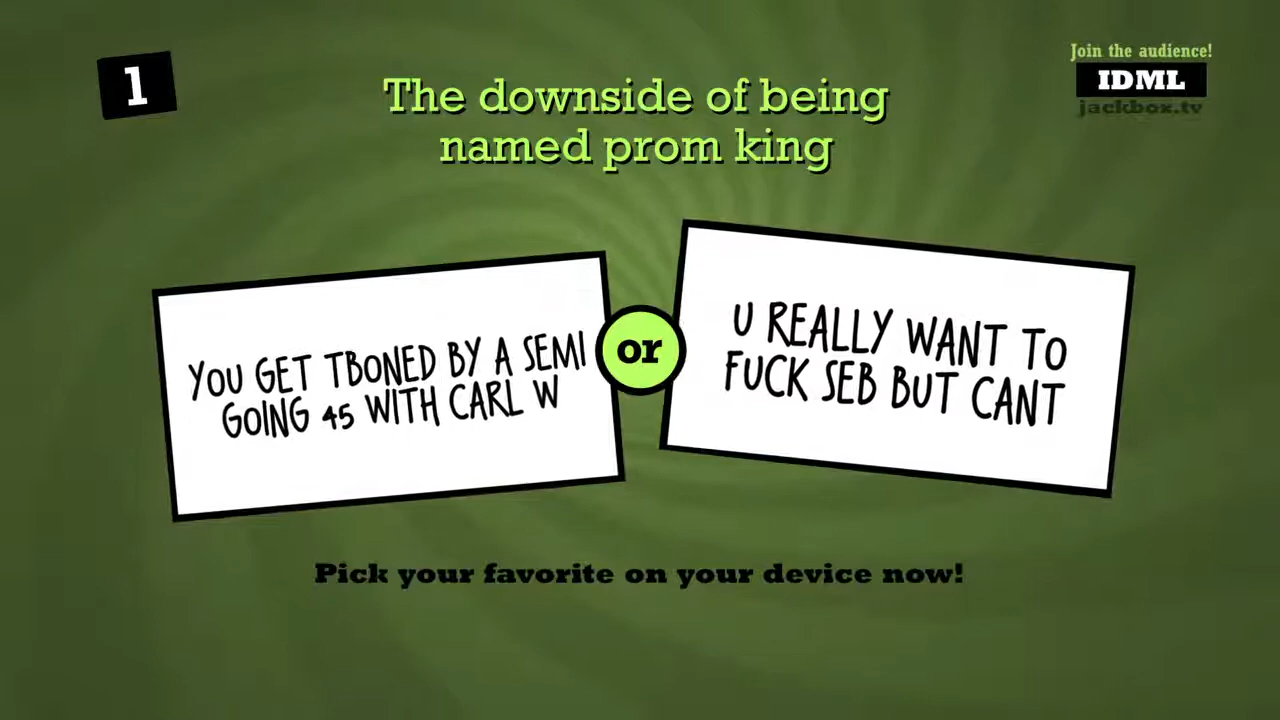 1
The downside of being
named prom king
Join the audience!
IDML
jackbox.tv
YOU GET TBONED BY A SEMI
GOING 45 WITH CARL W
or
U REALLY WANT TO
FUCK SEB BUT CANT
Pick your favorite on your device now!